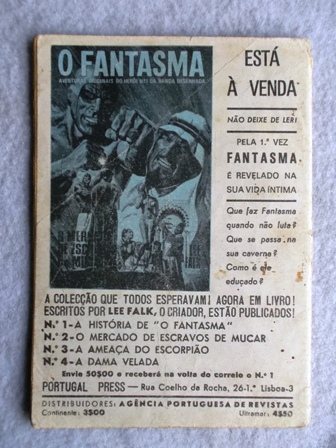 O FANTASMA
AVENTURAS ORIGINAIS DO HERÓI Nº1 DA BANDA DESENHADA
O MERCADO
DE ESCRAVOS
ESTÁ
À VENDA
NÃO DEIXE DE LER!
PELA 1.ª VEZ
FANTASMA
É REVELADO NA
SUA VIDA ÍNTIMA
Que faz Fantasma
quando não luta?
Que se passa na
sua caverna?
Como é ele
educado?
A COLECÇÃO QUE TODOS ESPERAVAM! AGORA EM LIVRO!
ESCRITOS POR LEE FALK, O CRIADOR, ESTÃO PUBLICADOS!
N.º 1-A HISTÓRIA DE "O FANTASMA"
N.º 2-O MERCADO DE ESCRAVOS DE MUCAR
N.º 3-A AMEAÇA DO ESCORPIÃO
N.º 4-A DAMA VELADA
Envie 50$00 e receberá na volta do correio o N.º 1
PORTUGAL PRESS — Rua Coelho da Rocha, 26-1.º Lisboa-3
DISTRIBUIDORES: AGÊNCIA PORTUGUESA DE REVISTAS
Continente: 3$00 Ultramar: 4$50